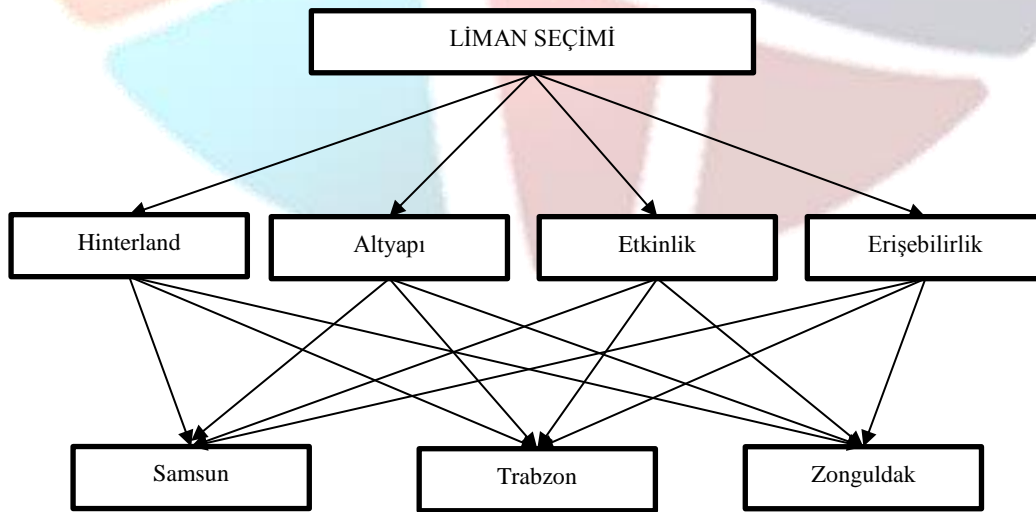 LİMAN SEÇİMİ
Hinterland
Altyapı
Etkinlik
Erişebilirlik
Samsun
Trabzon
Zonguldak